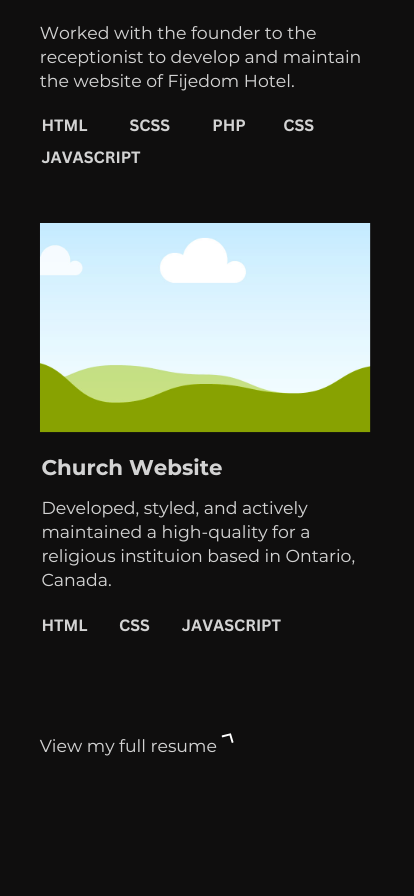 Worked with the founder to the
receptionist to develop and maintain
the website of Fijedom Hotel.
HTML SCSS PHP CSS
JAVASCRIPT
Church Website
Developed, styled, and actively
maintained a high-quality for a
religious instituion based in Ontario,
Canada.
HTML CSS JAVASCRIPT
View my full resume